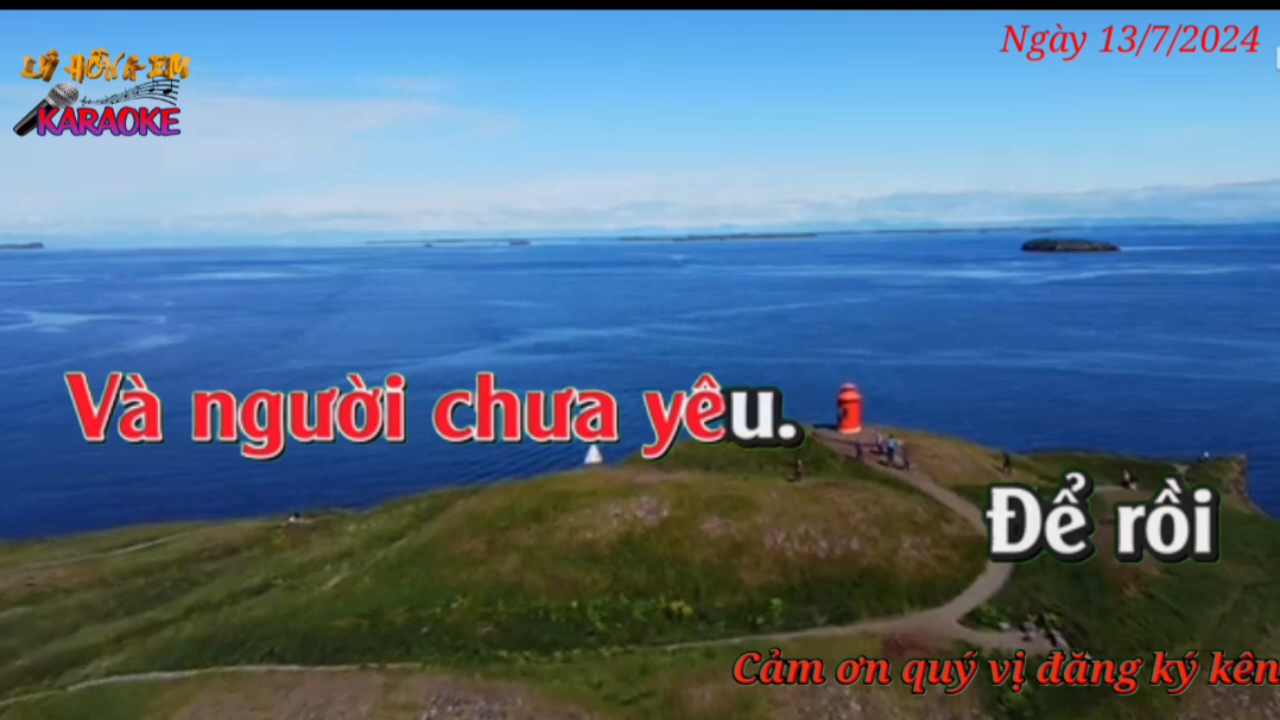 Ngày 13/7/2024
LÝ HỒNG EM
KARAOKE
Và người chưa yêu.
Để rồi
Cảm ơn quý vị đăng ký kên